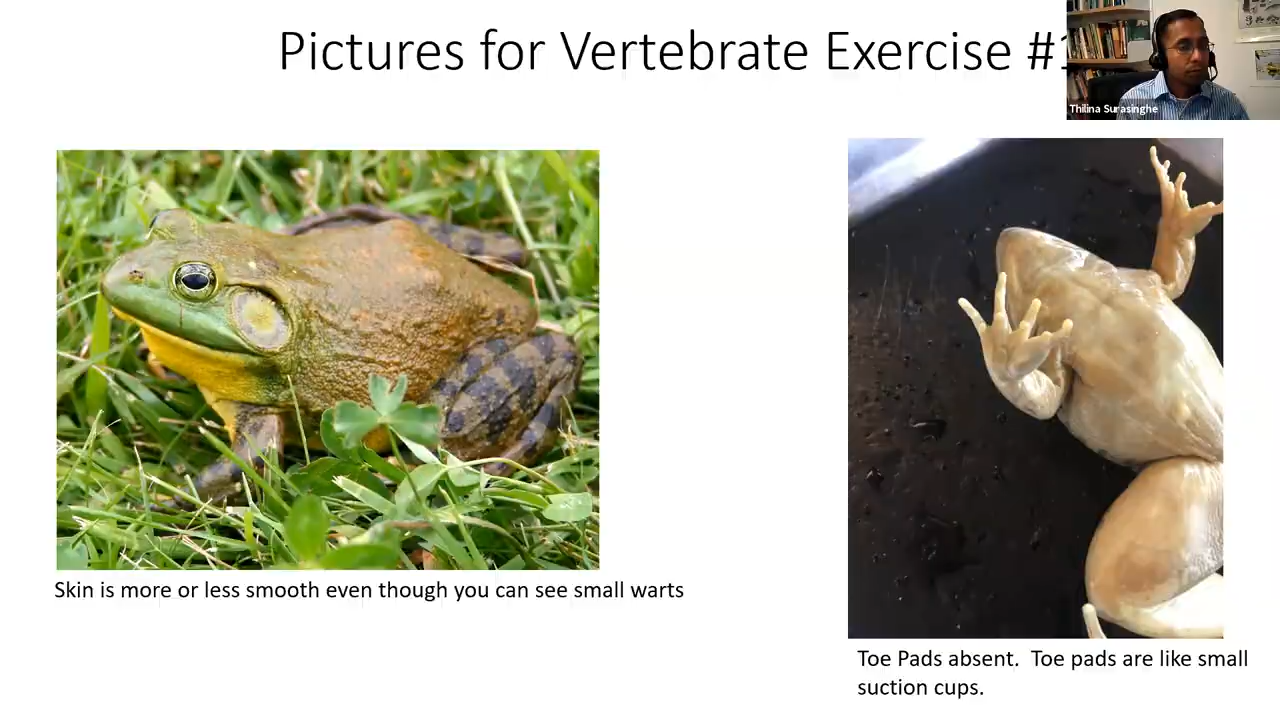 Pictures for Vertebrate Exercise #
Thilina Surasinghe
Skin is more or less smooth even though you can see small warts
Toe Pads absent.  Toe pads are like small
suction cups.